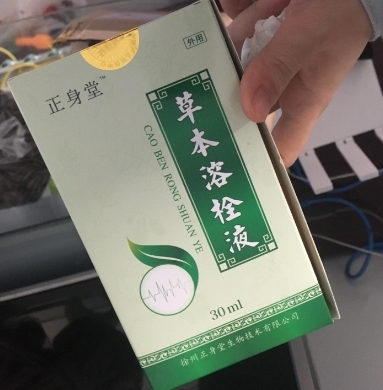 正身堂™
外用
草本溶栓液
CAO BEN RONG SHUAN YE
30ml
徐州正身堂生物技术有限公司